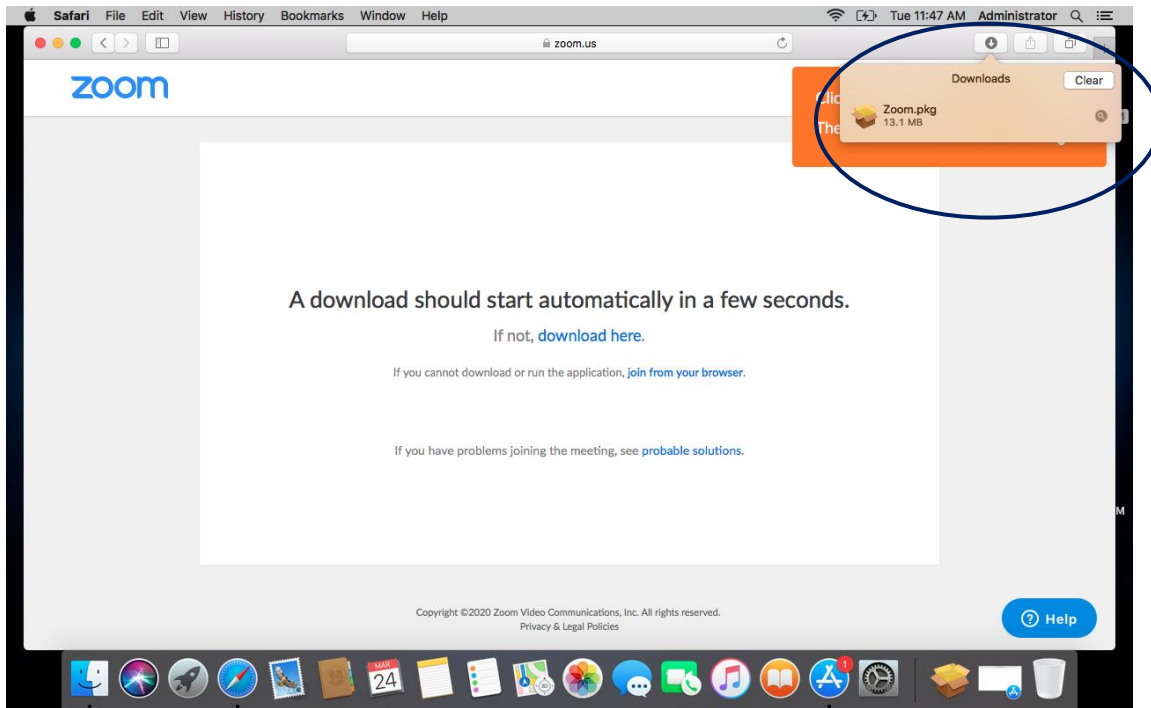 Safari File Edit View History Bookmarks Window Help Tue 11:47 AM Administrator
zoom.us
zoom
Downloads Clear
Clic
Zoom.pkg
13.1 MB
The
A download should start automatically in a few seconds.
If not, download here.
If you cannot download or run the application, join from your browser.
If you have problems joining the meeting, see probable solutions.
M
Copyright ©2020 Zoom Video Communications, Inc. All rights reserved.
Privacy & Legal Policies
Help
MAR
24
1